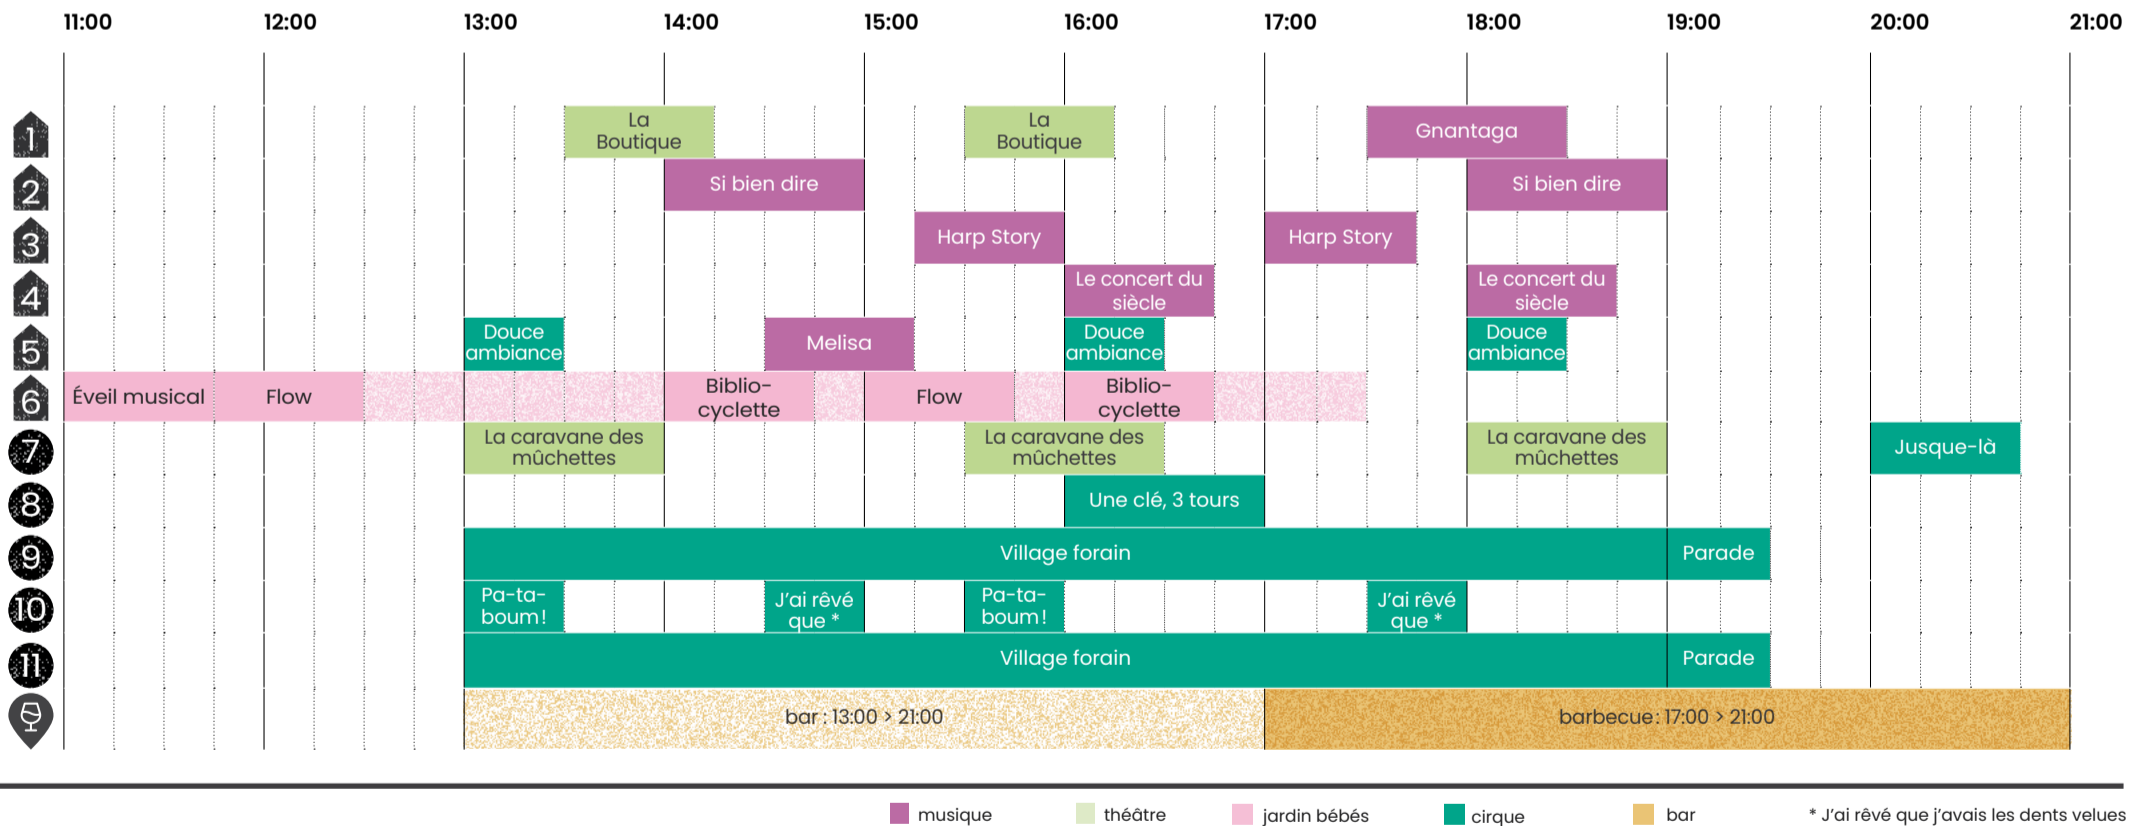 11:00 12:00 13:00 14:00 15:00 16:00 17:00 18:00 19:00 20:00 21:00
1
La
Boutique
La
Boutique
Gnantaga
2
Si bien dire
Si bien dire
3
Harp Story
Harp Story
4
Le concert du
siècle
Le concert du
siècle
5
Douce
ambiance
Melisa
Douce
ambiance
Douce
ambiance
6
Éveil musical
Flow
Biblio-
cyclette
Flow
Biblio-
cyclette
7
La caravane des
mûchettes
La caravane des
mûchettes
La caravane des
mûchettes
Jusque-là
8
Une clé, 3 tours
9
Village forain
Parade
10
Pa-ta-
boum!
J'ai rêvé
que *
Pa-ta-
boum!
J'ai rêvé
que *
11
Village forain
Parade
bar : 13:00 > 21:00
barbecue: 17:00 > 21:00
musique
théâtre
jardin bébés
cirque
bar
* J'ai rêvé que j'avais les dents velues